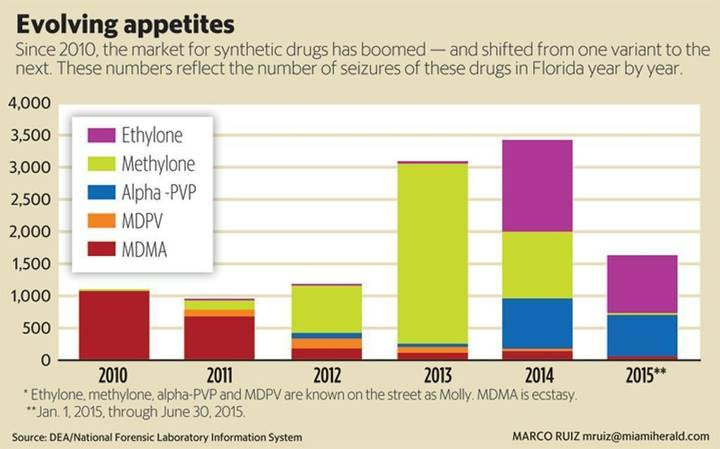 Evolving appetites
Since 2010, the market for synthetic drugs has boomed — and shifted from one variant to the
next. These numbers reflect the number of seizures of these drugs in Florida year by year.
4,000
3,500
3,000
2,500
2,000
1,500
1,000
500
0
Ethylone
Methylone
Alpha -PVP
MDPV
MDMA
2010 2011 2012 2013 2014 2015**
* Ethylone, methylone, alpha-PVP and MDPV are known on the street as Molly. MDMA is ecstasy.
**Jan. 1, 2015, through June 30, 2015.
Source: DEA/National Forensic Laboratory Information System MARCO RUIZ mruiz@miamiherald.com